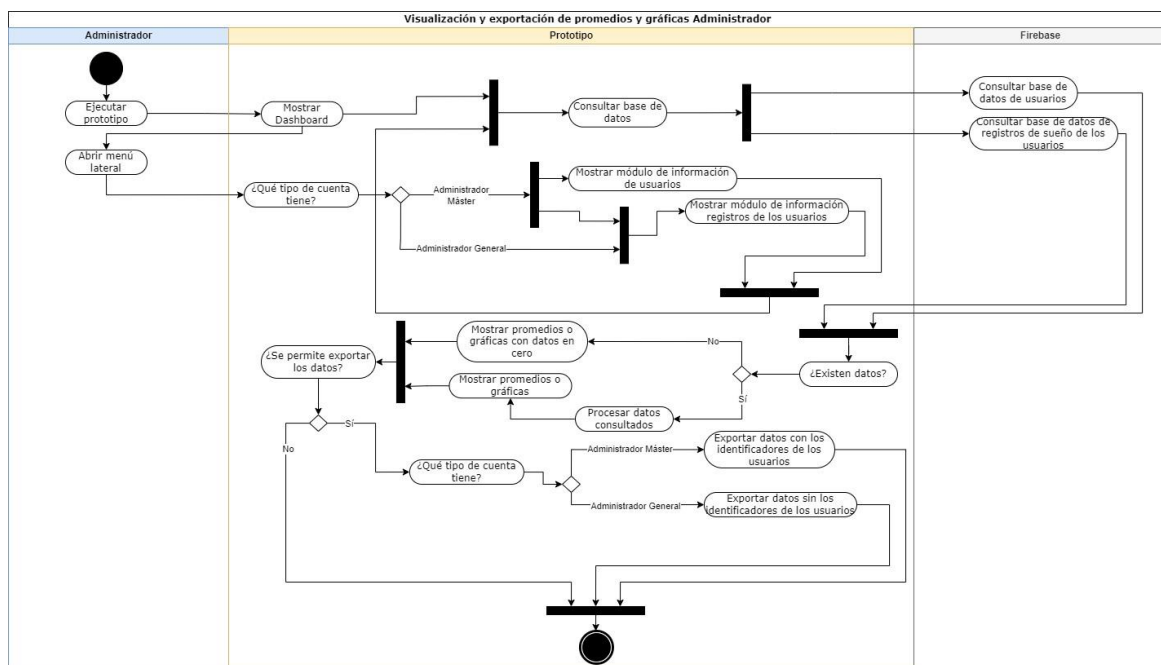 Visualización y exportación de promedios y gráficas Administrador
Administrador
Prototipo
Firebase
Ejecutar
prototipo
Mostrar
Dashboard
Consultar base de
datos
Consultar base de
datos de usuarios
Consultar base de datos de
registros de sueño de los
usuarios
Abrir menú
lateral
¿Qué tipo de cuenta
tiene?
Administrador
Máster
Administrador General
Mostrar módulo de información
de usuarios
Mostrar módulo de información
registros de los usuarios
¿Existen datos?
No
Sí
Mostrar promedios o
gráficas con datos en
cero
Procesar datos
consultados
Mostrar promedios o
gráficas
¿Se permite exportar
los datos?
No
Sí
¿Qué tipo de cuenta
tiene?
Administrador Máster
Administrador General
Exportar datos con los
identificadores de los
usuarios
Exportar datos sin los
identificadores de los usuarios